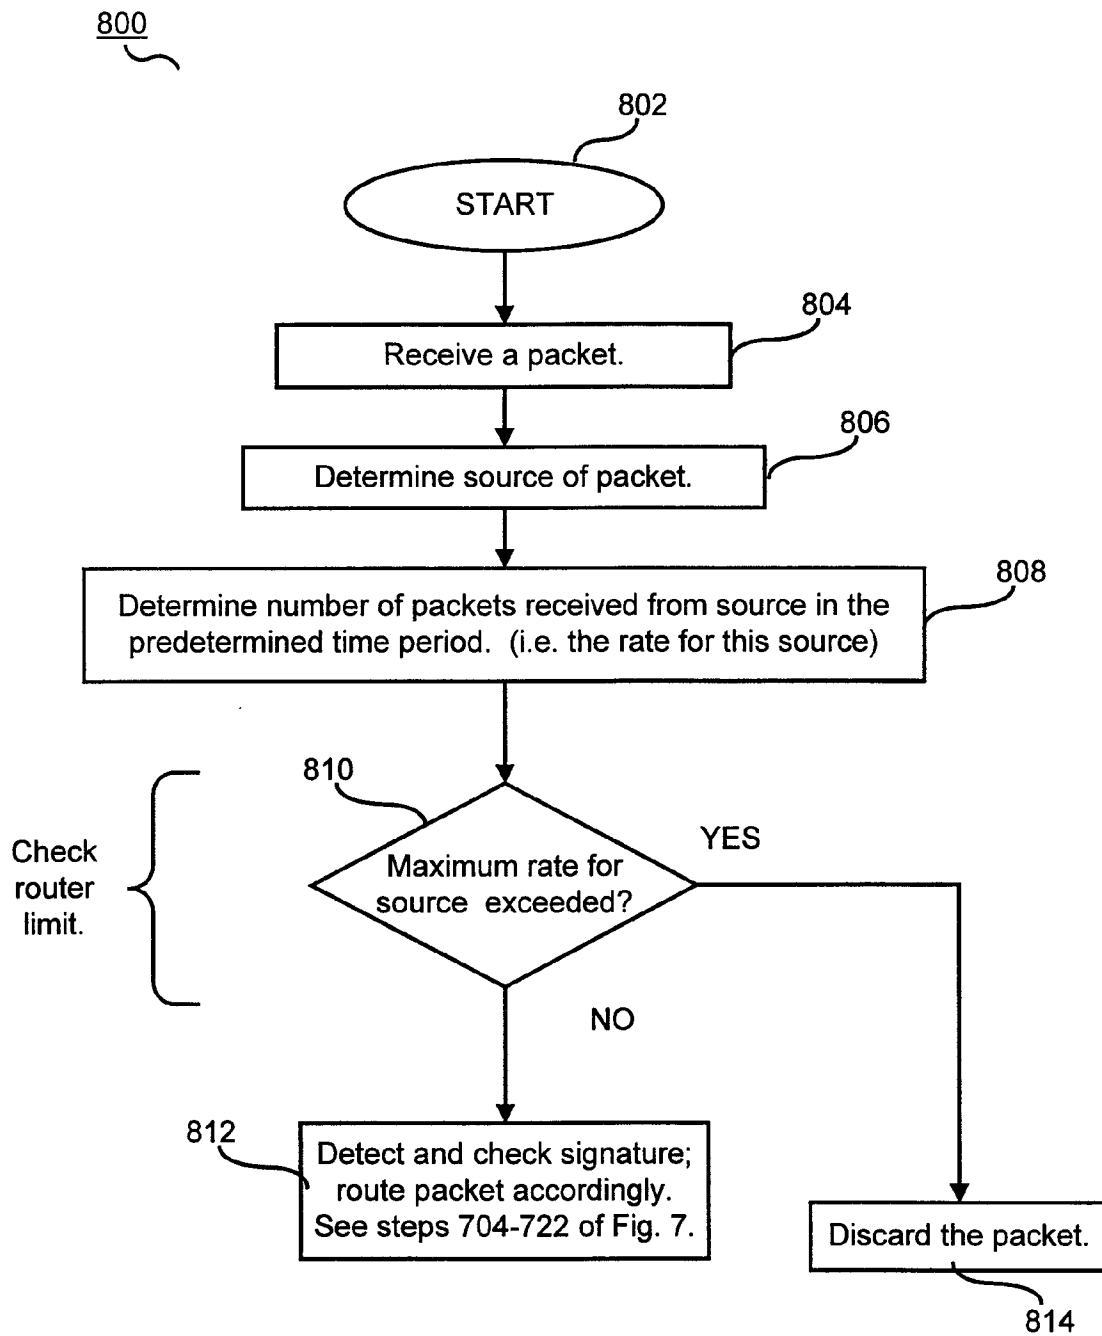 800
802
START
804
Receive a packet.
806
Determine source of packet.
808
Determine number of packets received from source in the
predetermined time period. (i.e. the rate for this source)
810
Check
router
limit.
Maximum rate for
source exceeded?
YES
NO
812
Detect and check signature;
route packet accordingly.
See steps 704-722 of Fig. 7.
Discard the packet.
814